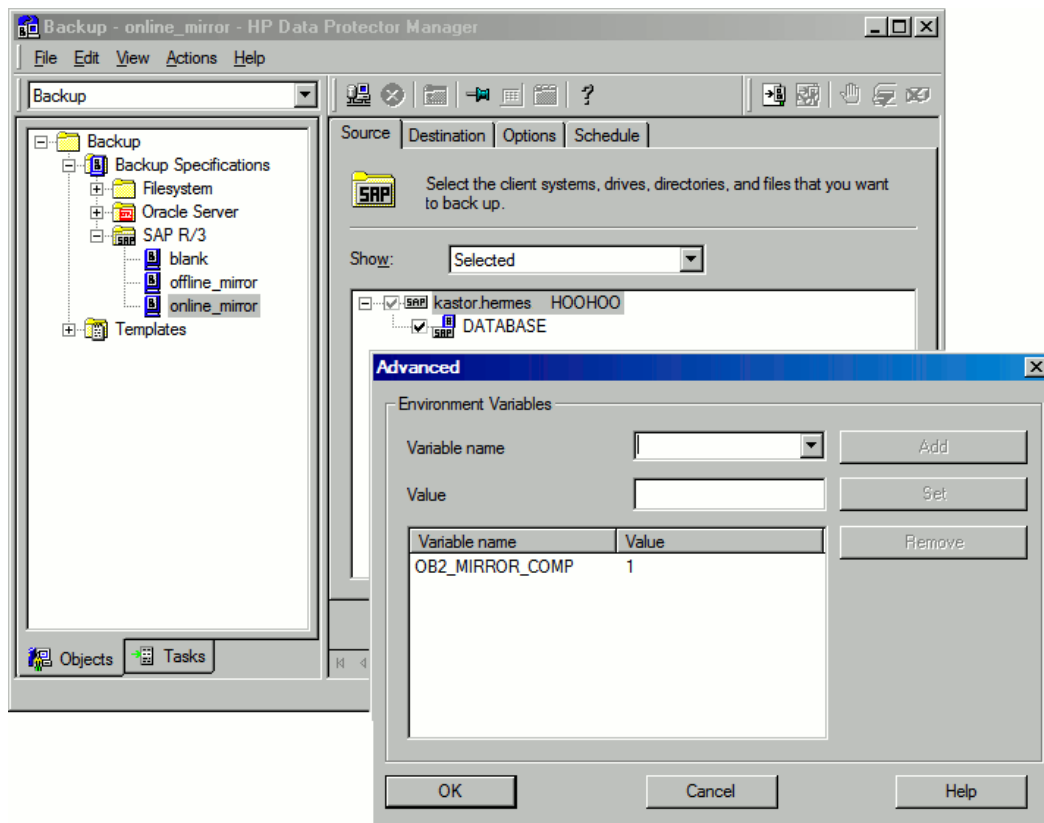 Backup - online_mirror - HP Data Protector Manager
File Edit View Actions Help
Backup
Source Destination Options Schedule
Backup
Backup Specifications
Filesystem
Oracle Server
SAP R/3
blank
offline_mirror
online_mirror
Templates
SAP
Select the client systems, drives, directories, and files that you want
to back up.
Show: Selected
SAP kastor.hermes HOOHOO
SAP DATABASE
Objects Tasks
Advanced
Environment Variables
Variable name Add
Value Set
Variable name Value Remove
OB2_MIRROR_COMP 1
OK Cancel Help